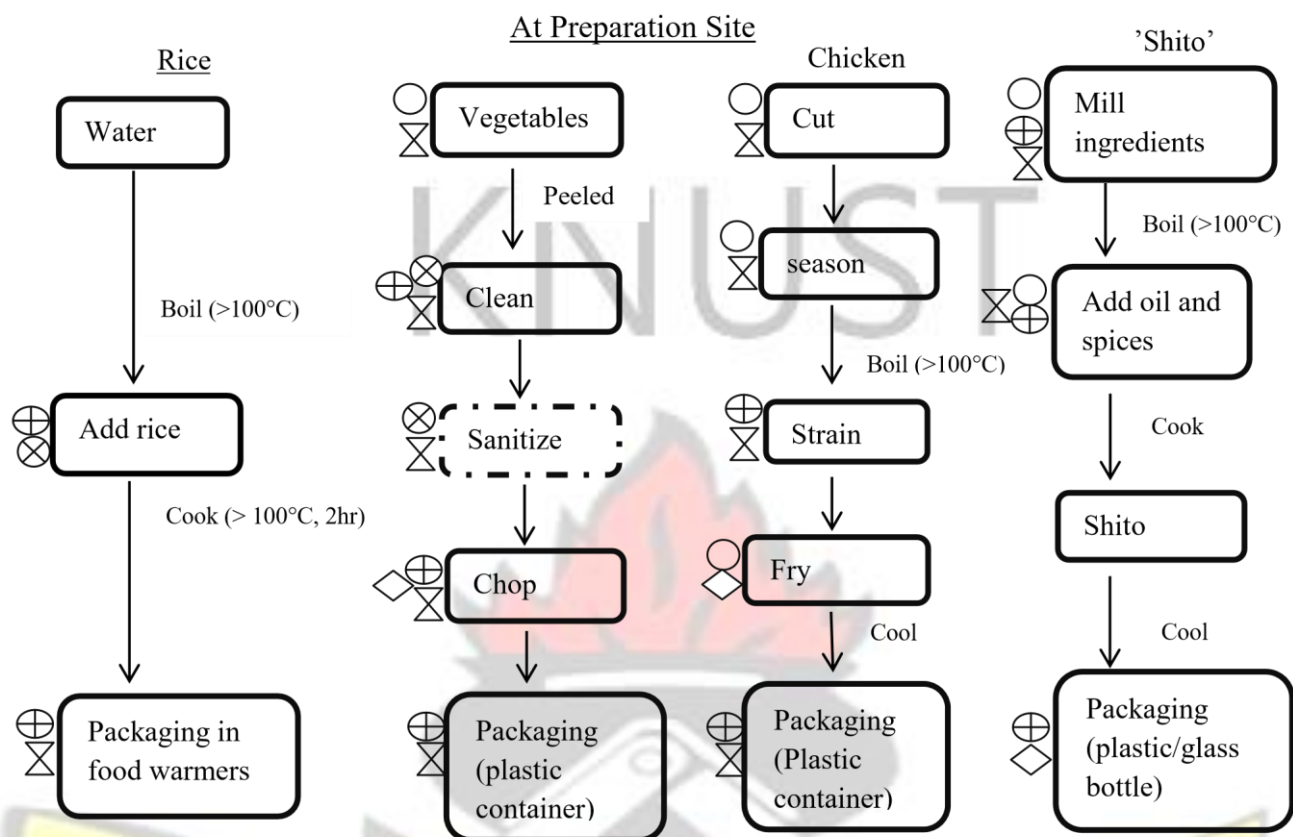 At Preparation Site
Rice
Water
Boil (>100°C)
Add rice
Cook (> 100°C, 2hr)
Packaging in
food warmers
Vegetables
Peeled
Clean
Sanitize
Chop
Packaging
(plastic
container)
Chicken
Cut
season
Boil (>100°C)
Strain
Fry
Cool
Packaging
(Plastic
container)
’Shito’
Mill
ingredients
Boil (>100°C)
Add oil and
spices
Cook
Shito
Cool
Packaging
(plastic/glass
bottle)
KNUST